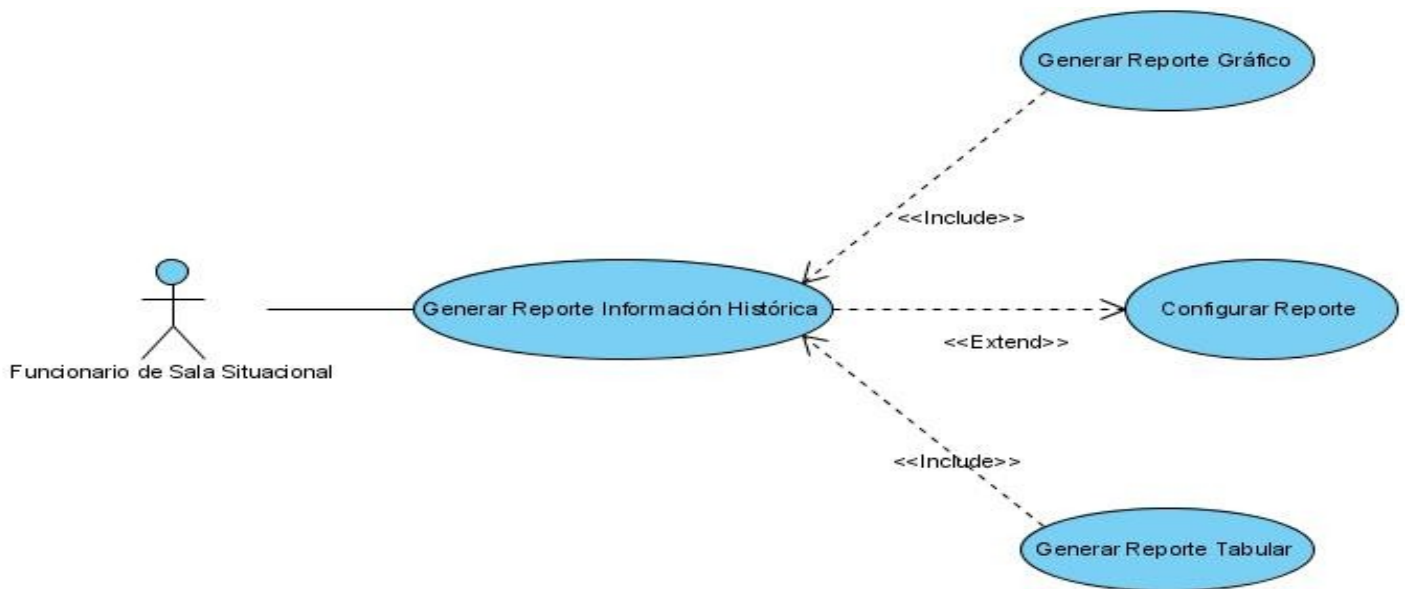 Generar Reporte Gráfico
<<Include>>
Generar Reporte Información Histórica
Configurar Reporte
<<Extend>>
Funcionario de Sala Situacional
<<Include>>
Generar Reporte Tabular